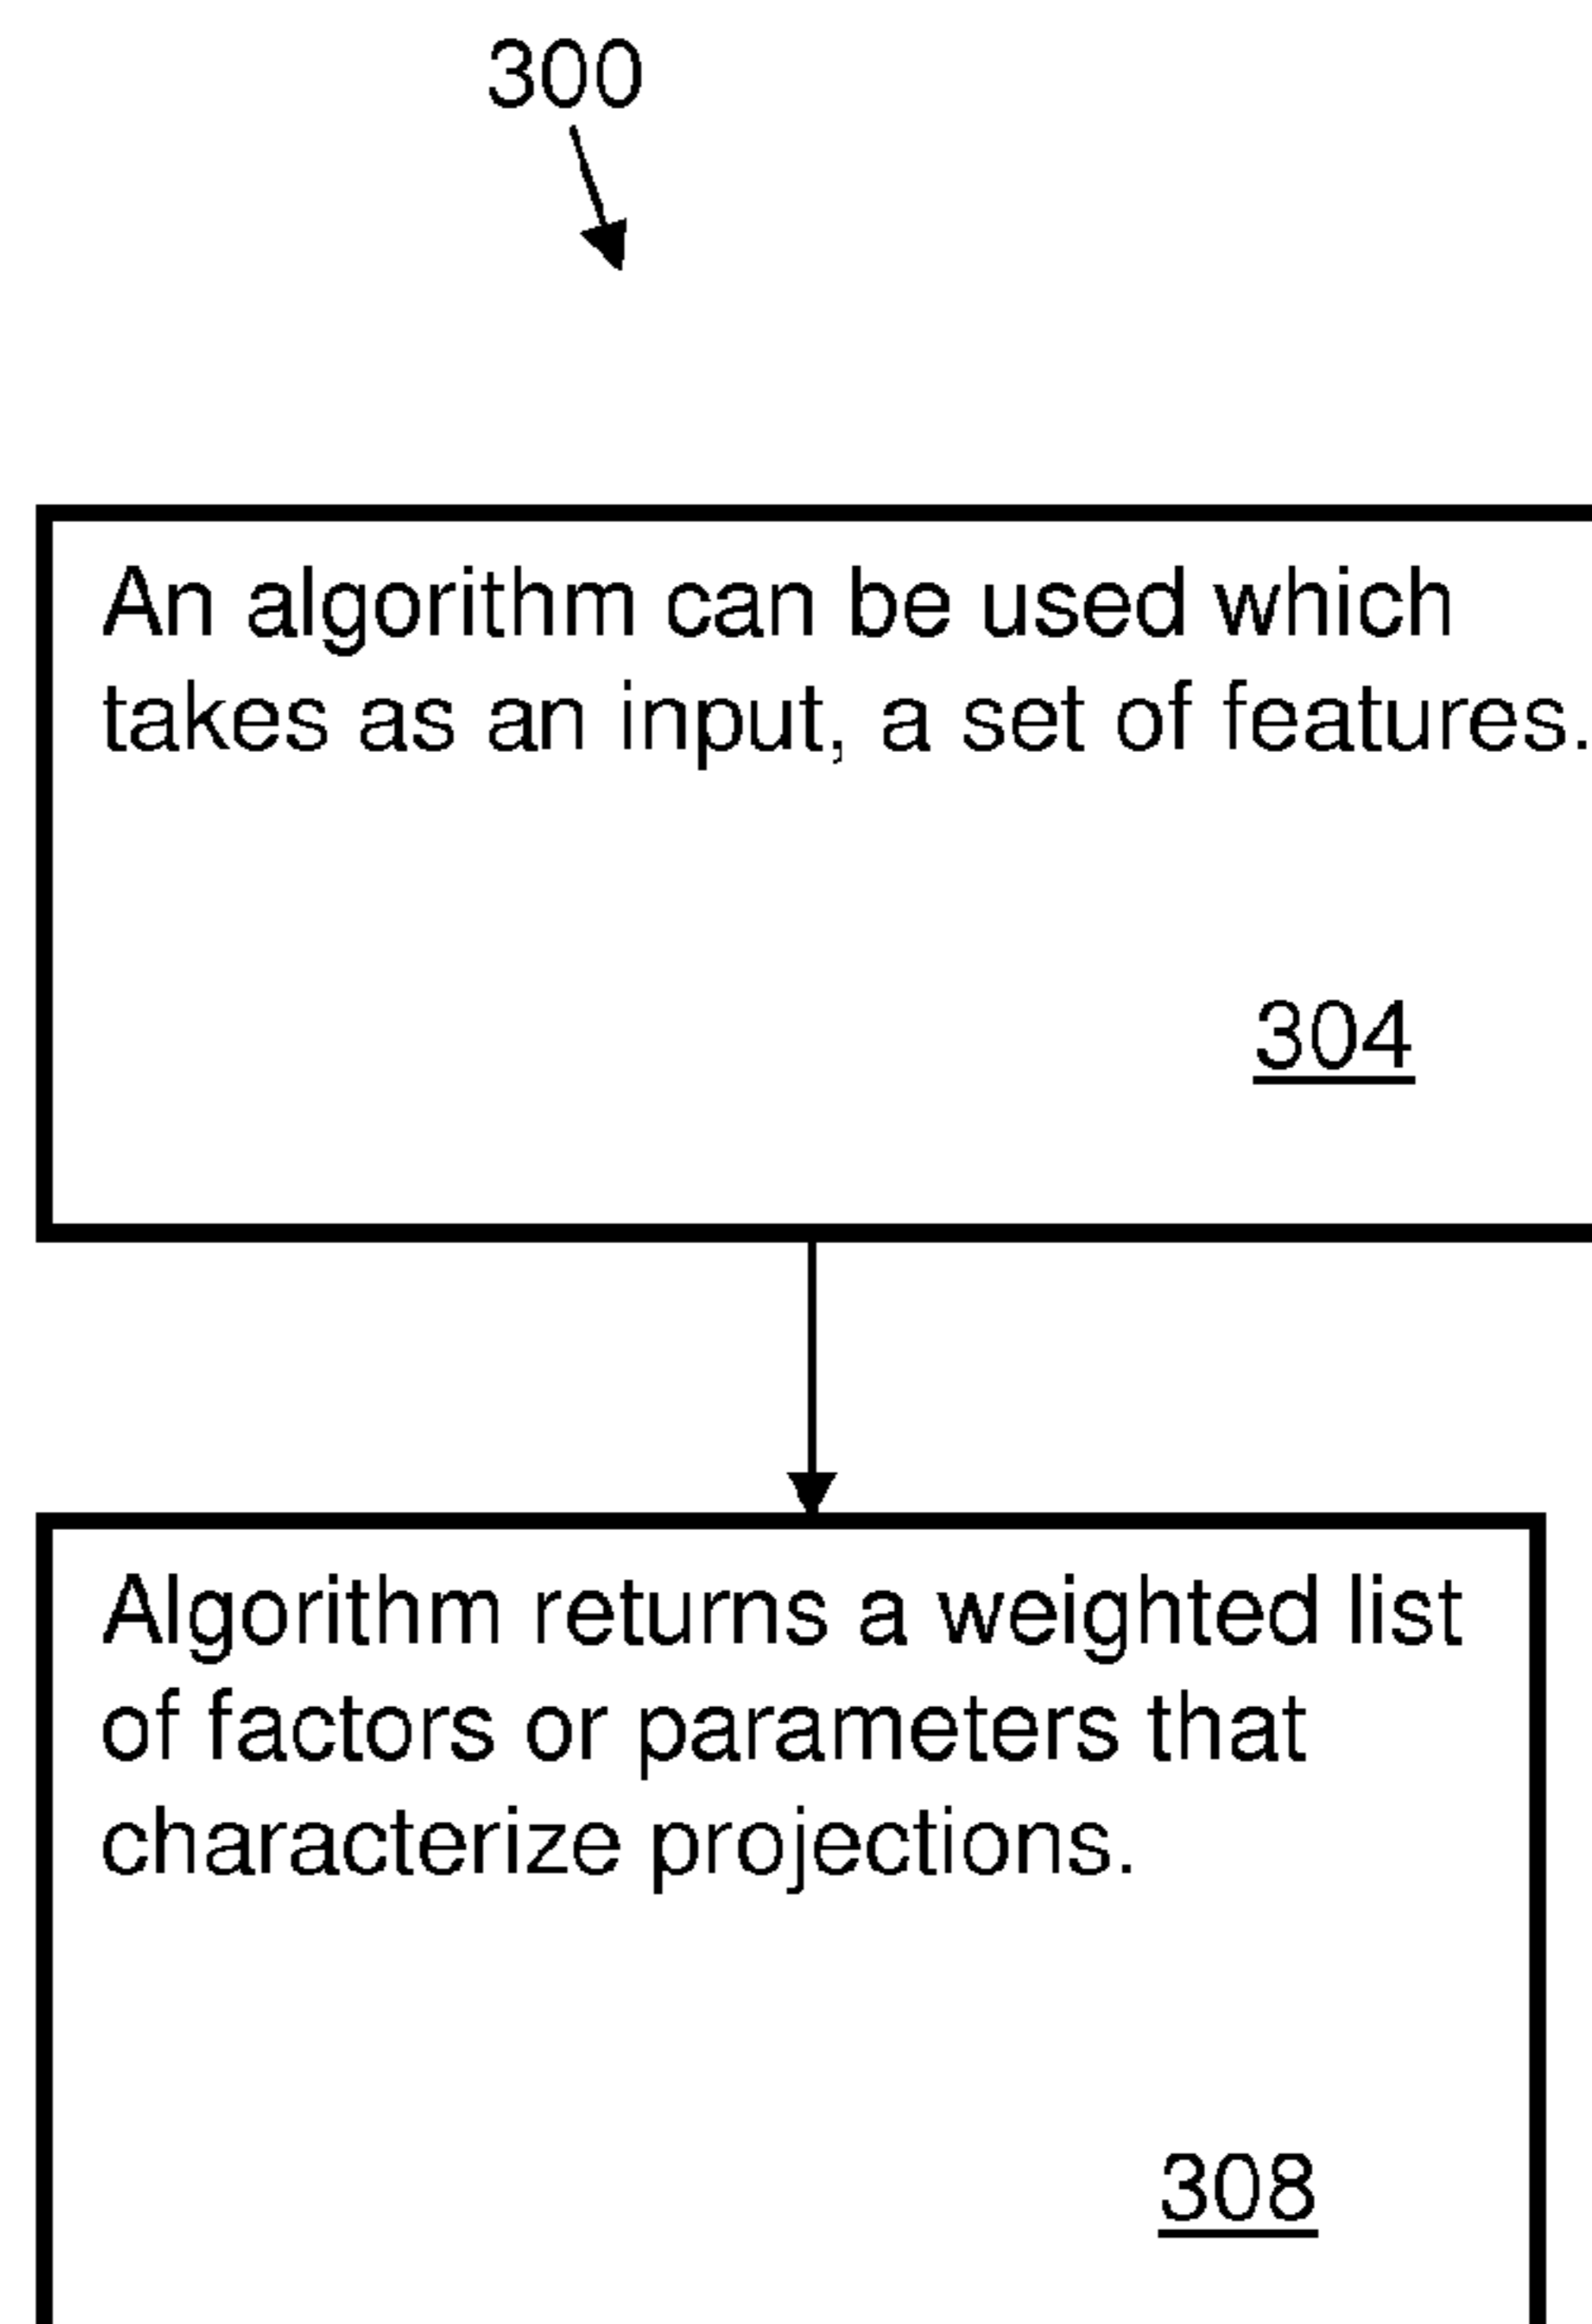 300
An algorithm can be used which
takes as an input, a set of features.
304
Algorithm returns a weighted list
of factors or parameters that
characterize projections.
308